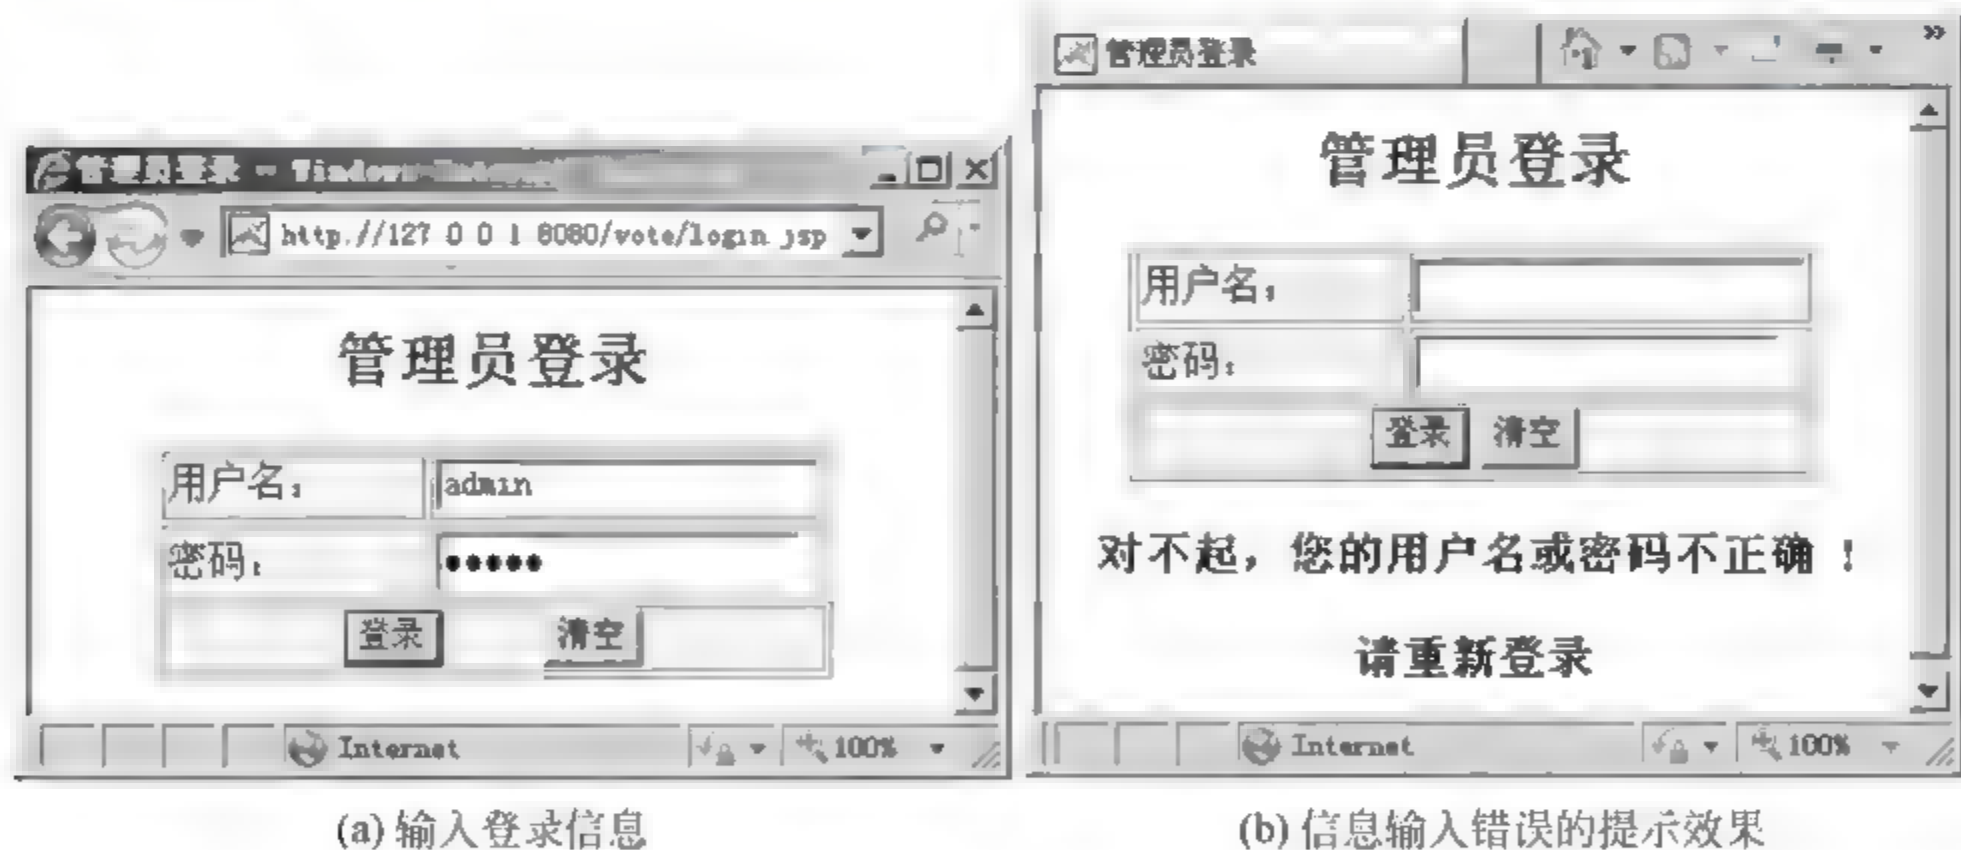 管理员登录 - Windows
http://127.0.0.1:8080/vote/login.jsp
管理员登录
用户名:
admin
密码:
●●●●●
登录 清空
Internet
100%
(a) 输入登录信息
管理员登录
管理员登录
用户名:
密码:
登录 清空
对不起,您的用户名或密码不正确 !
请重新登录
Internet
100%
(b) 信息输入错误的提示效果